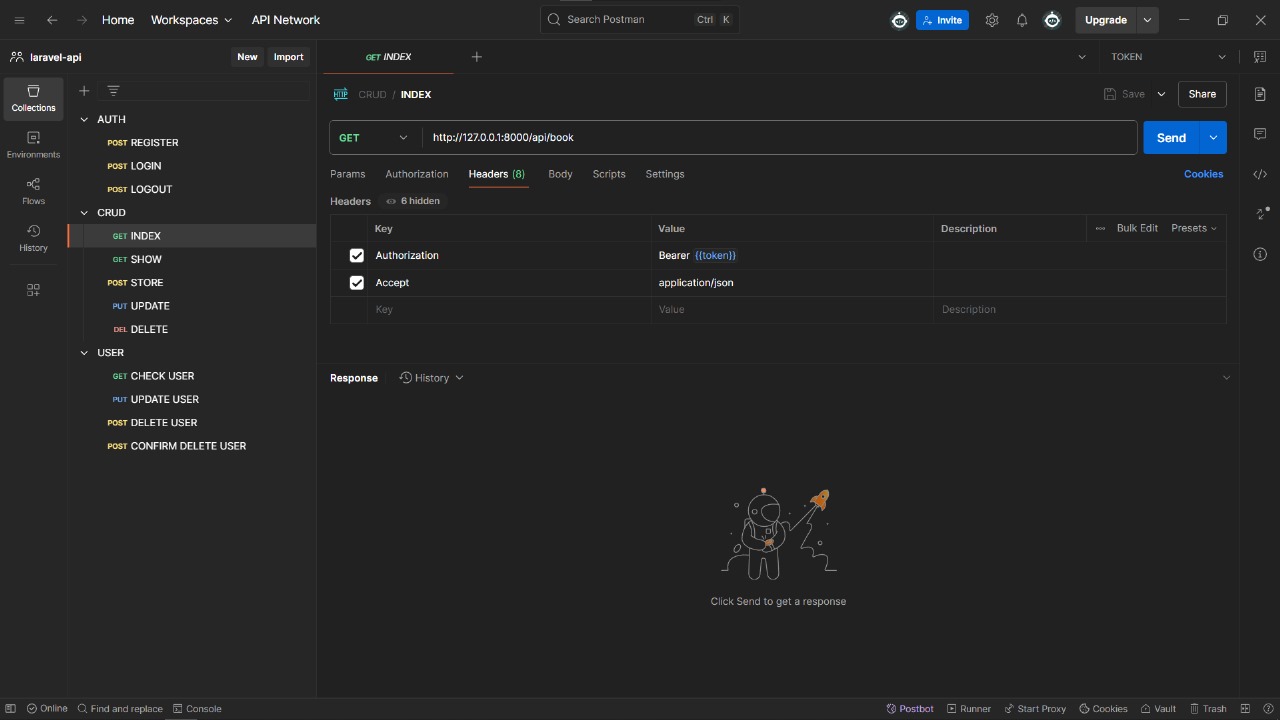 Home Workspaces API Network Search Postman Ctrl K Invite Upgrade
laravel-api New Import GET INDEX TOKEN
Collections
Environments
Flows
History
AUTH
POST REGISTER
POST LOGIN
POST LOGOUT
CRUD
GET INDEX
GET SHOW
POST STORE
PUT UPDATE
DEL DELETE
USER
GET CHECK USER
PUT UPDATE USER
POST DELETE USER
POST CONFIRM DELETE USER
HTTP CRUD / INDEX Save Share
GET http://127.0.0.1:8000/api/book Send
Params Authorization Headers (8) Body Scripts Settings Cookies
Headers 6 hidden
Key Value Description Bulk Edit Presets
Authorization Bearer {{token}}
Accept application/json
Key Value Description
Response History
Click Send to get a response
Online Find and replace Console Postbot Runner Start Proxy Cookies Vault Trash